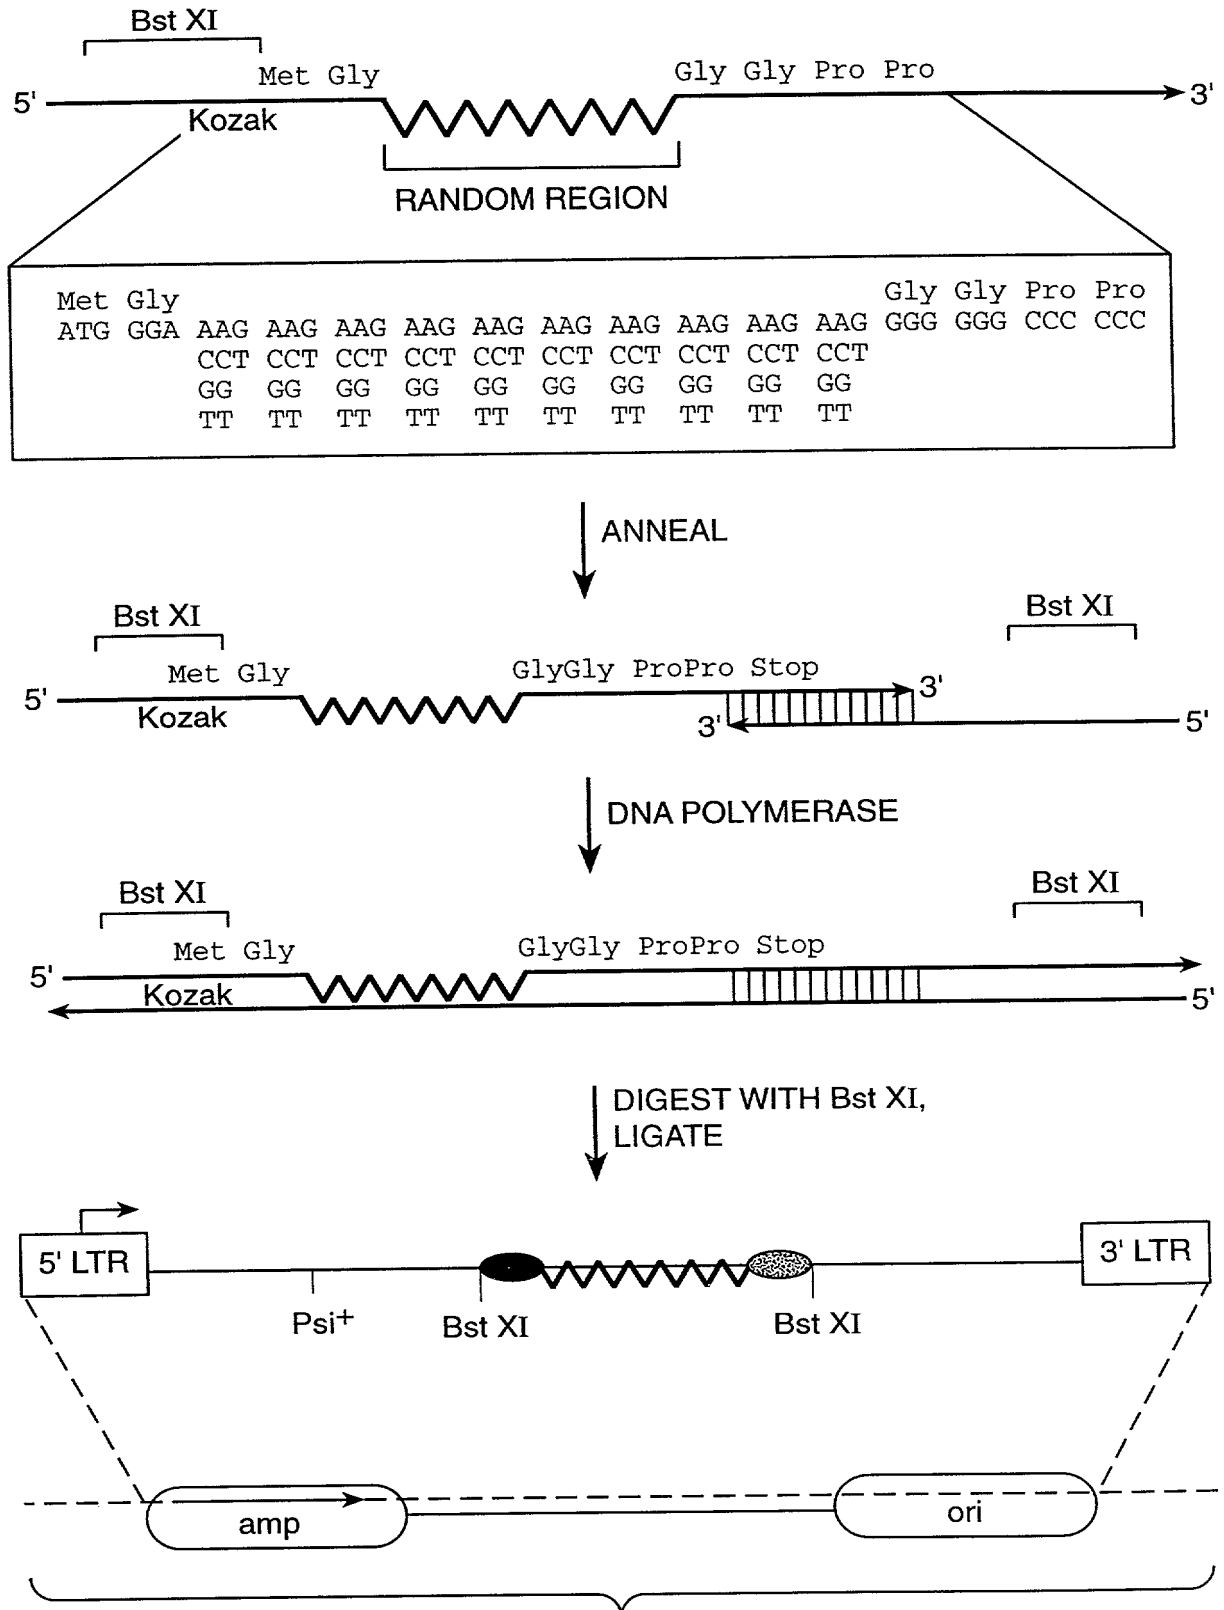 Bst XI
Met Gly
Gly Gly Pro Pro
5'
3'
Kozak
RANDOM REGION
Met Gly
Gly Gly Pro Pro
ATG GGA AAG AAG AAG AAG AAG AAG AAG AAG AAG AAG GGG GGG CCC CCC
CCT CCT CCT CCT CCT CCT CCT CCT CCT CCT
GG GG GG GG GG GG GG GG GG GG
TT TT TT TT TT TT TT TT TT TT
ANNEAL
Bst XI
Bst XI
Met Gly
GlyGly ProPro Stop
5'
3'
Kozak
3'
5'
DNA POLYMERASE
Bst XI
Bst XI
Met Gly
GlyGly ProPro Stop
5'
Kozak
5'
DIGEST WITH Bst XI,
LIGATE
5' LTR
3' LTR
Psi+
Bst XI
Bst XI
amp
ori